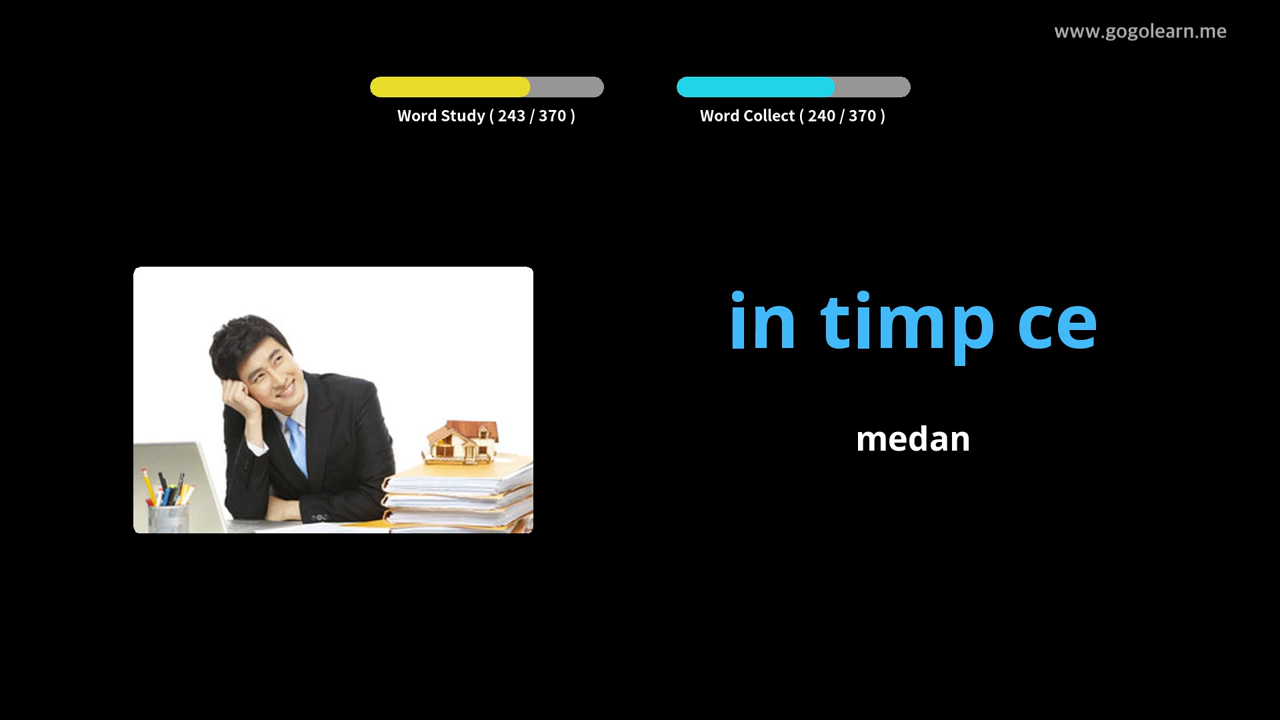 www.gogolearn.me
Word Study ( 243 / 370 )
Word Collect ( 240 / 370 )
in timp ce
medan